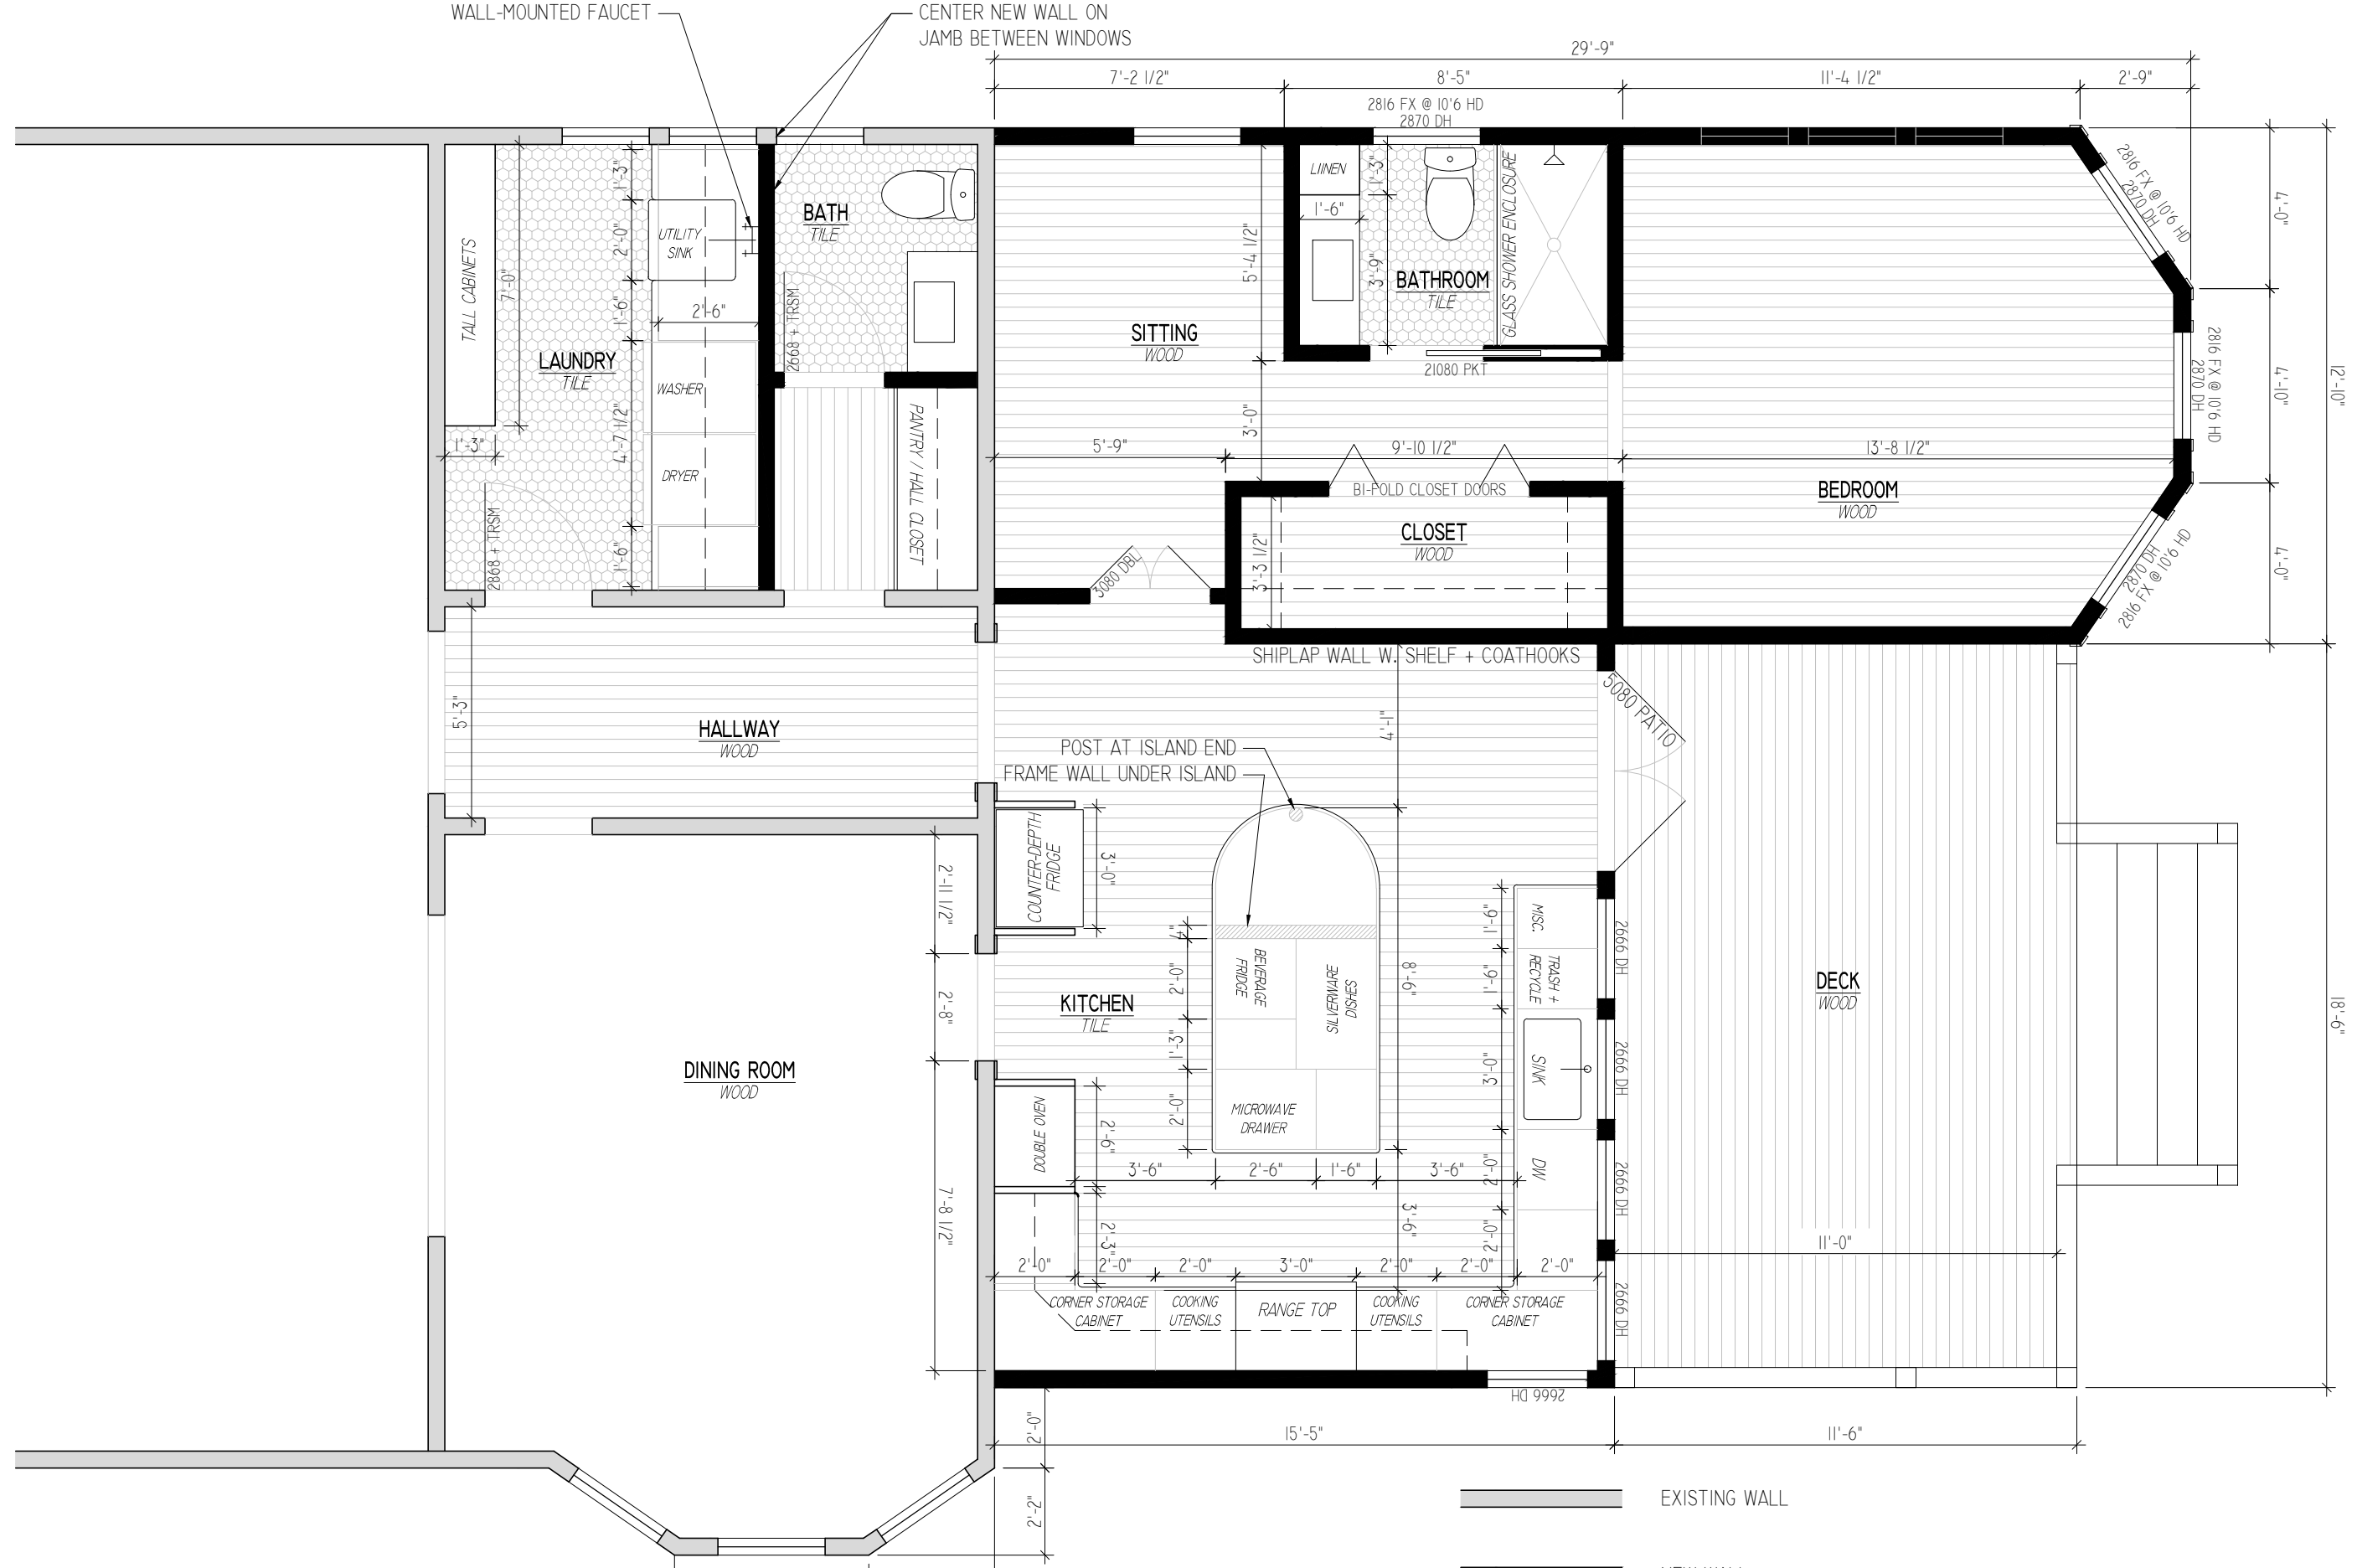 WALL-MOUNTED FAUCET
CENTER NEW WALL ON
JAMB BETWEEN WINDOWS
29'-9"
7'-2 1/2"
8'-5"
11'-4 1/2"
2'-9"
2816 FX @ 10'6 HD
2870 DH
2816 FX @ 10'6 HD
2870 DH
4'-0"
12'-10"
4'-10"
2816 FX @ 10'6 HD
2870 DH
4'-0"
2870 DH
2816 FX @ 10'6 HD
TALL CABINETS
7'-0"
1'-3"
1'-3"
2'-0"
1'-6"
4'-7 1/2"
1'-6"
UTILITY
SINK
2'-6"
LAUNDRY
TILE
WASHER
DRYER
2868 + TRSM
BATH
TILE
2668 + TRSM
PANTRY / HALL CLOSET
SITTING
WOOD
5'-4 1/2"
3'-0"
LIINEN
1'-6"
1'-3"
3'-9"
BATHROOM
TILE
GLASS SHOWER ENCLOSURE
21080 PKT
5'-9"
9'-10 1/2"
13'-8 1/2"
BI-FOLD CLOSET DOORS
BEDROOM
WOOD
CLOSET
WOOD
3'-3 1/2"
3080 DBL
SHIPLAP WALL W. SHELF + COATHOOKS
5080 PATIO
5'-3"
HALLWAY
WOOD
POST AT ISLAND END
FRAME WALL UNDER ISLAND
7'-1"
COUNTER-DEPTH
FRIDGE
3'-0"
2'-11 1/2"
2'-8"
7'-8 1/2"
KITCHEN
TILE
4"
2'-0"
1'-3"
2'-0"
BEVERAGE
FRIDGE
SILVERWARE
DISHES
MICROWAVE
DRAWER
8'-6"
3'-6"
1'-6"
1'-6"
3'-0"
2'-0"
2'-0"
MISC.
TRASH +
RECYCLE
SINK
DW
2666 DH
2666 DH
2666 DH
2666 DH
DECK
WOOD
18'-6"
11'-0"
DINING ROOM
WOOD
DOUBLE OVEN
2'-6"
2'-3"
3'-6"
2'-6"
1'-6"
3'-6"
2'-0"
2'-0"
2'-0"
3'-0"
2'-0"
2'-0"
2'-0"
CORNER STORAGE
CABINET
COOKING
UTENSILS
RANGE TOP
COOKING
UTENSILS
CORNER STORAGE
CABINET
2666 DH
2'-0"
15'-5"
11'-6"
2'-2"
EXISTING WALL